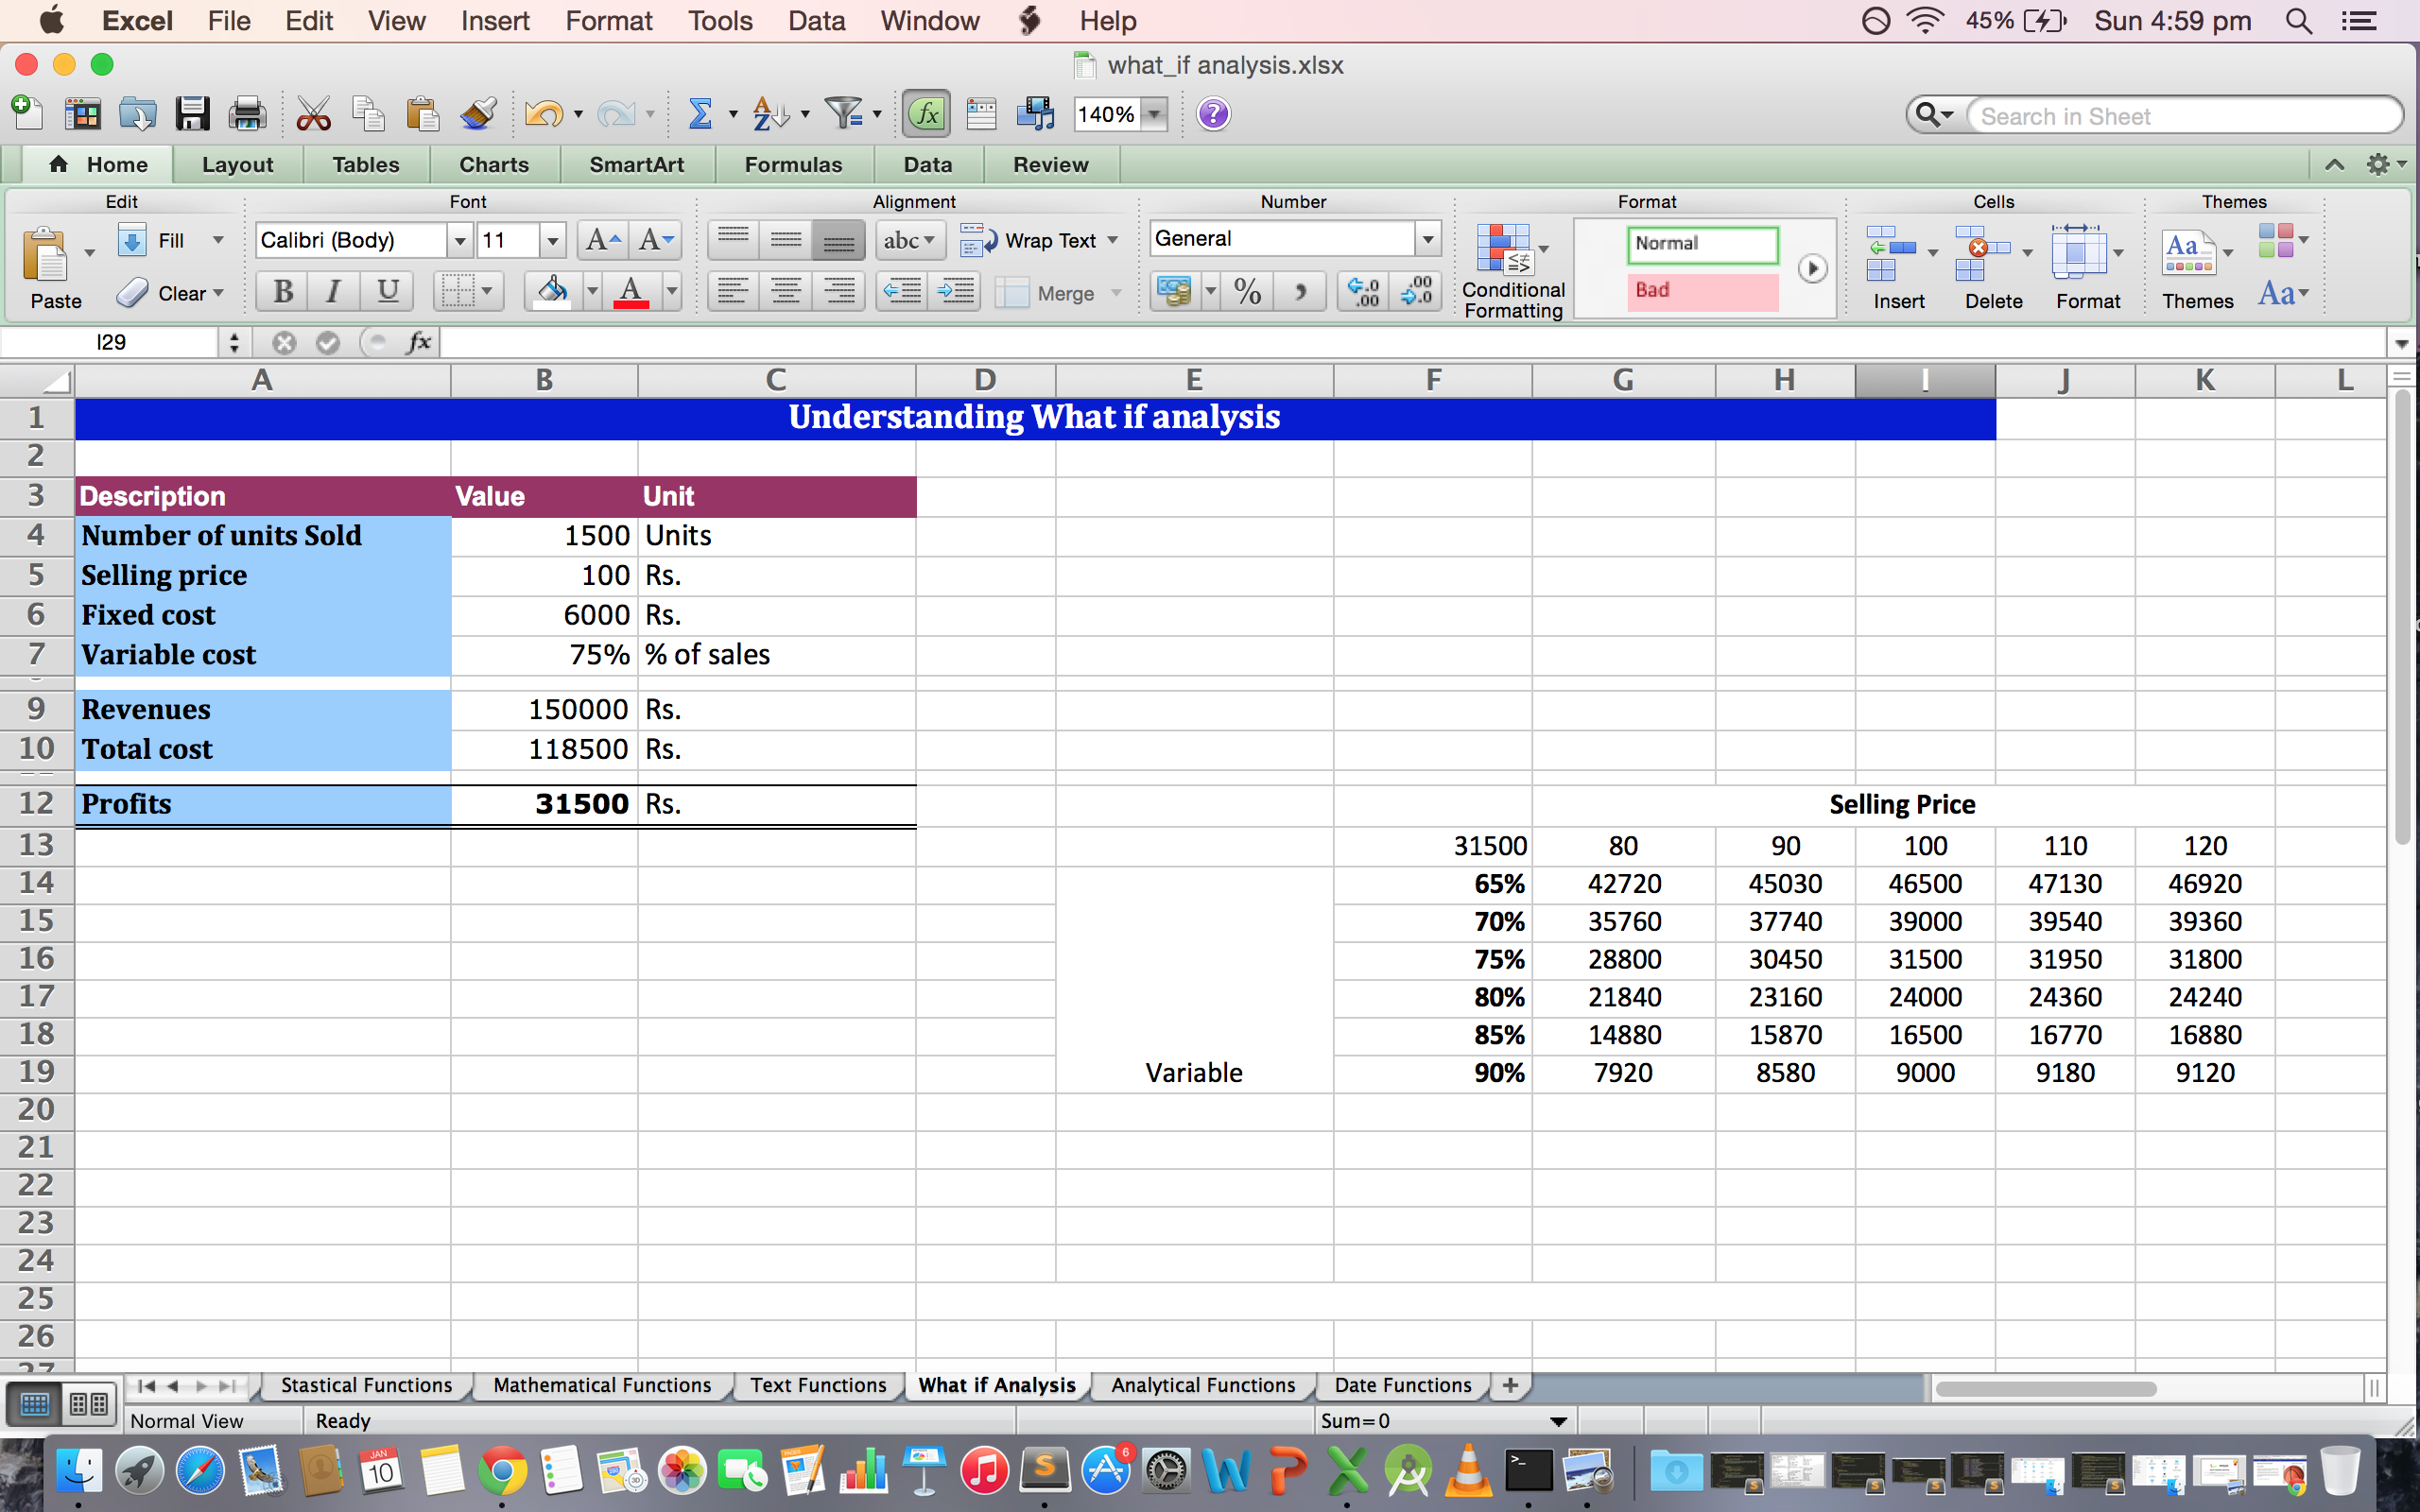 Excel File Edit View Insert Format Tools Data Window Help 45% Sun 4:59 pm
what_if analysis.xlsx
140% Search in Sheet
Home Layout Tables Charts SmartArt Formulas Data Review
Edit Font Alignment Number Format Cells Themes
Fill Calibri (Body) 11 abc Wrap Text General Normal
Paste Clear B I U A Merge % Conditional Formatting Bad Insert Delete Format Themes Aa
I29 fx
A B C D E F G H I J K L
1 Understanding What if analysis
2
3 Description Value Unit
4 Number of units Sold 1500 Units
5 Selling price 100 Rs.
6 Fixed cost 6000 Rs.
7 Variable cost 75% % of sales
9 Revenues 150000 Rs.
10 Total cost 118500 Rs.
12 Profits 31500 Rs. Selling Price
13 31500 80 90 100 110 120
14 65% 42720 45030 46500 47130 46920
15 70% 35760 37740 39000 39540 39360
16 75% 28800 30450 31500 31950 31800
17 80% 21840 23160 24000 24360 24240
18 85% 14880 15870 16500 16770 16880
19 Variable 90% 7920 8580 9000 9180 9120
20
21
22
23
24
25
26
27
Stastical Functions Mathematical Functions Text Functions What if Analysis Analytical Functions Date Functions +
Normal View Ready Sum=0
JAN 10 6